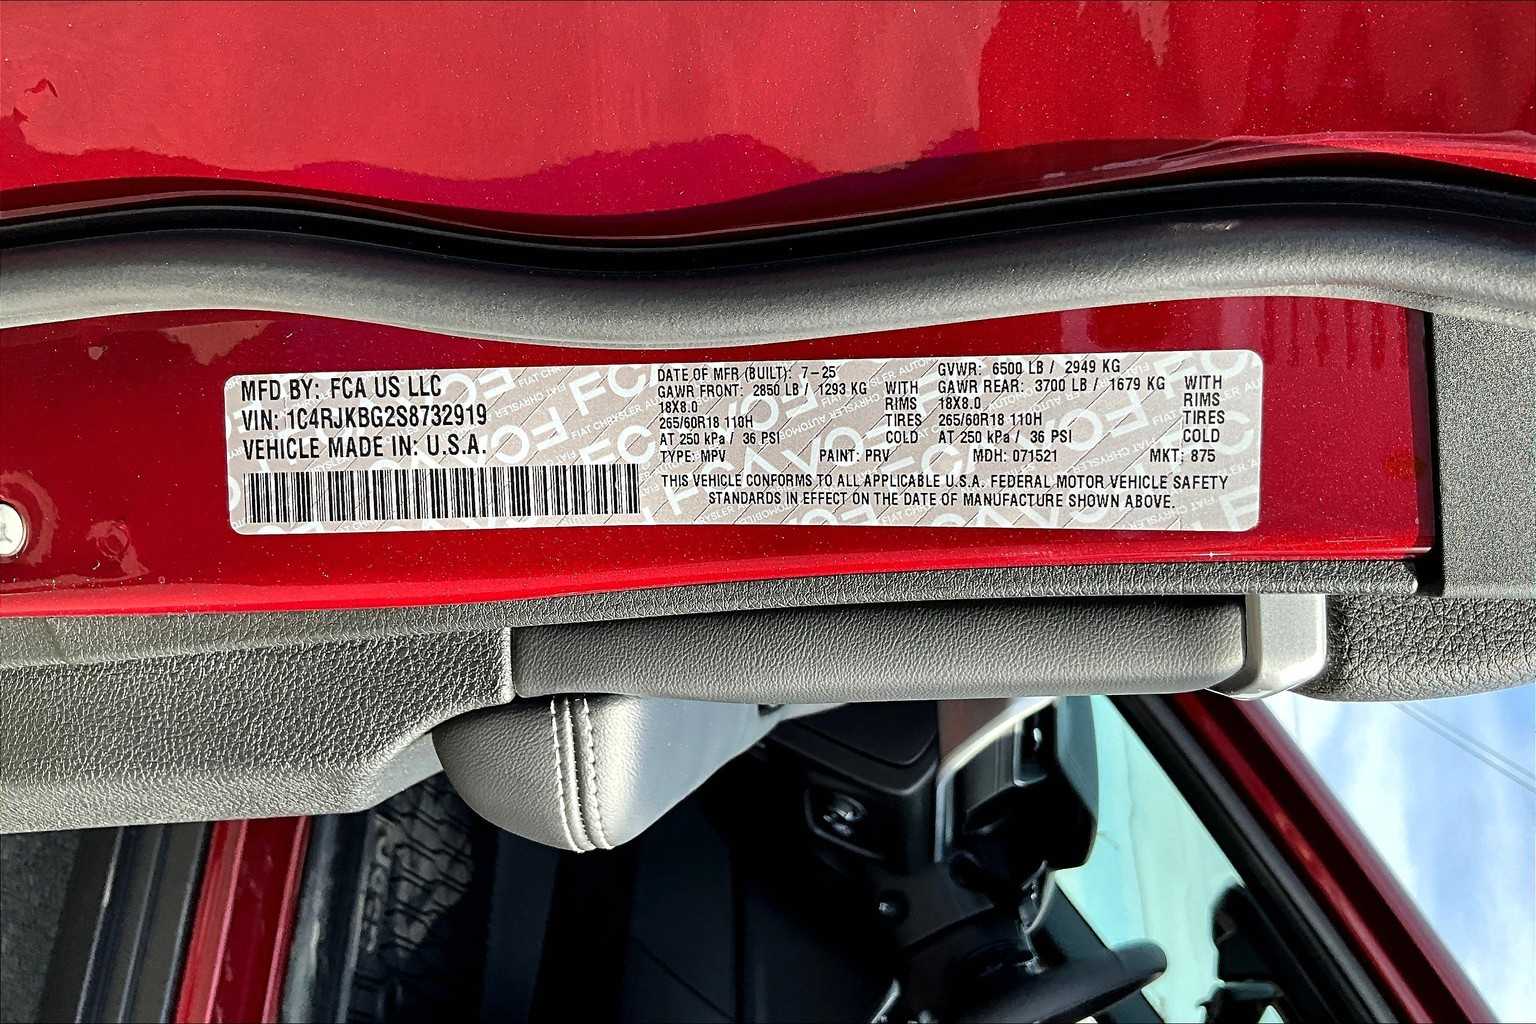 MFD BY: FCA US LLC
VIN: 1C4RJKBG2S8732919
VEHICLE MADE IN: U.S.A.
DATE OF MFR (BUILT): 7-25
GAWR FRONT: 2850 LB / 1293 KG WITH
18X8.0 RIMS
265/60R18 110H TIRES
AT 250 kPa / 36 PSI COLD
GVWR: 6500 LB / 2949 KG
GAWR REAR: 3700 LB / 1679 KG WITH
18X8.0 RIMS
265/60R18 110H TIRES
AT 250 kPa / 36 PSI COLD
TYPE: MPV PAINT: PRV MDH: 071521 MKT: 875
THIS VEHICLE CONFORMS TO ALL APPLICABLE U.S.A. FEDERAL MOTOR VEHICLE SAFETY
STANDARDS IN EFFECT ON THE DATE OF MANUFACTURE SHOWN ABOVE.